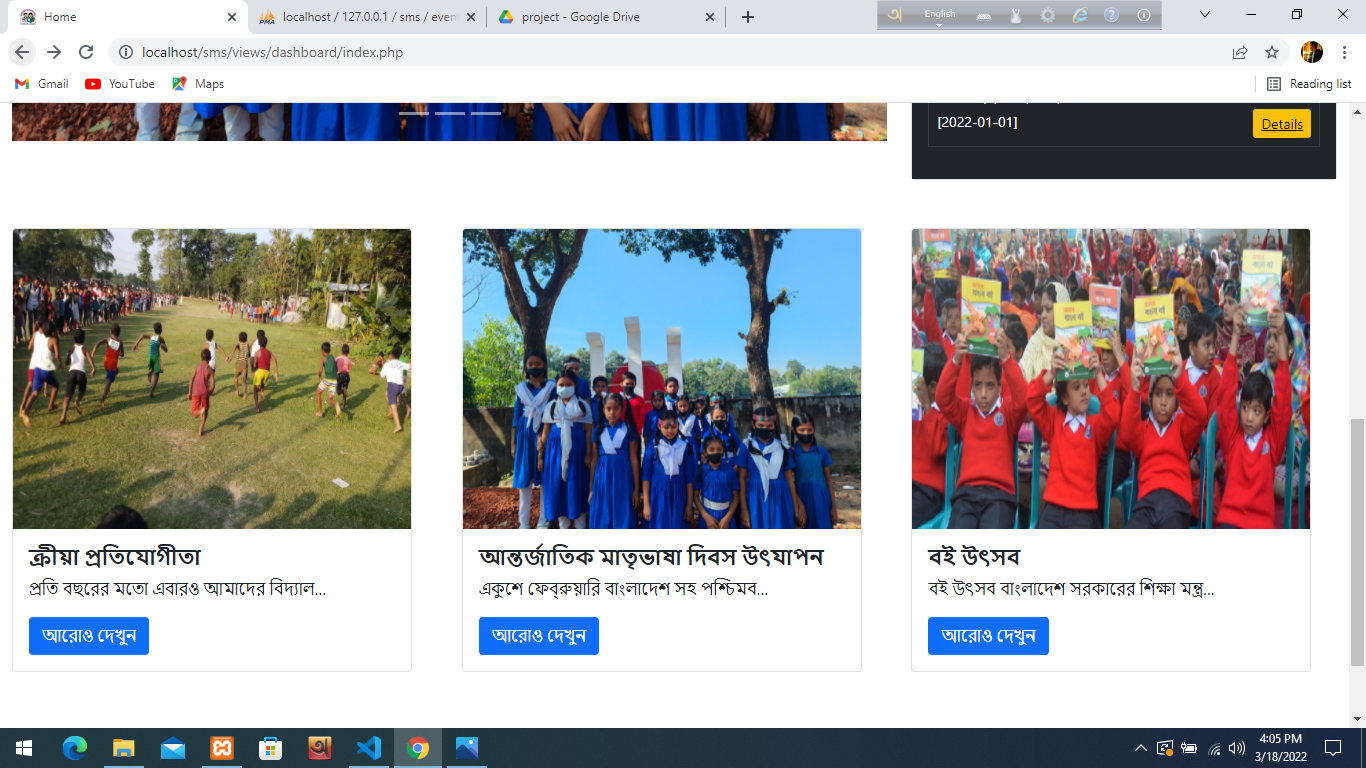 Home
localhost / 127.0.0.1 / sms / even
project - Google Drive
English
localhost/sms/views/dashboard/index.php
Gmail
YouTube
Maps
Reading list
[2022-01-01]
Details
ক্রীয়া প্রতিযোগীতা
প্রতি বছরের মতো এবারও আমাদের বিদ্যাল...
আরোও দেখুন
আন্তর্জাতিক মাতৃভাষা দিবস উৎযাপন
একুশে ফেব্রুয়ারি বাংলাদেশ সহ পশ্চিমব...
আরোও দেখুন
বই উৎসব
বই উৎসব বাংলাদেশ সরকারের শিক্ষা মন্ত্র...
আরোও দেখুন
4:05 PM
3/18/2022